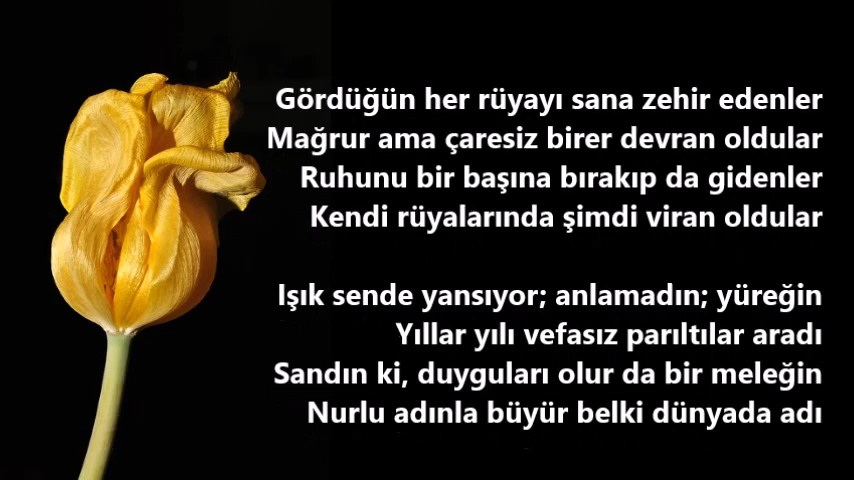 Gördüğün her rüyayı sana zehir edenler
Mağrur ama çaresiz birer devran oldular
Ruhunu bir başına bırakıp da gidenler
Kendi rüyalarında şimdi viran oldular
Işık sende yansıyor; anlamadın; yüreğin
Yıllar yılı vefasız parıltılar aradı
Sandın ki, duyguları olur da bir meleğin
Nurlu adınla büyür belki dünyada adı